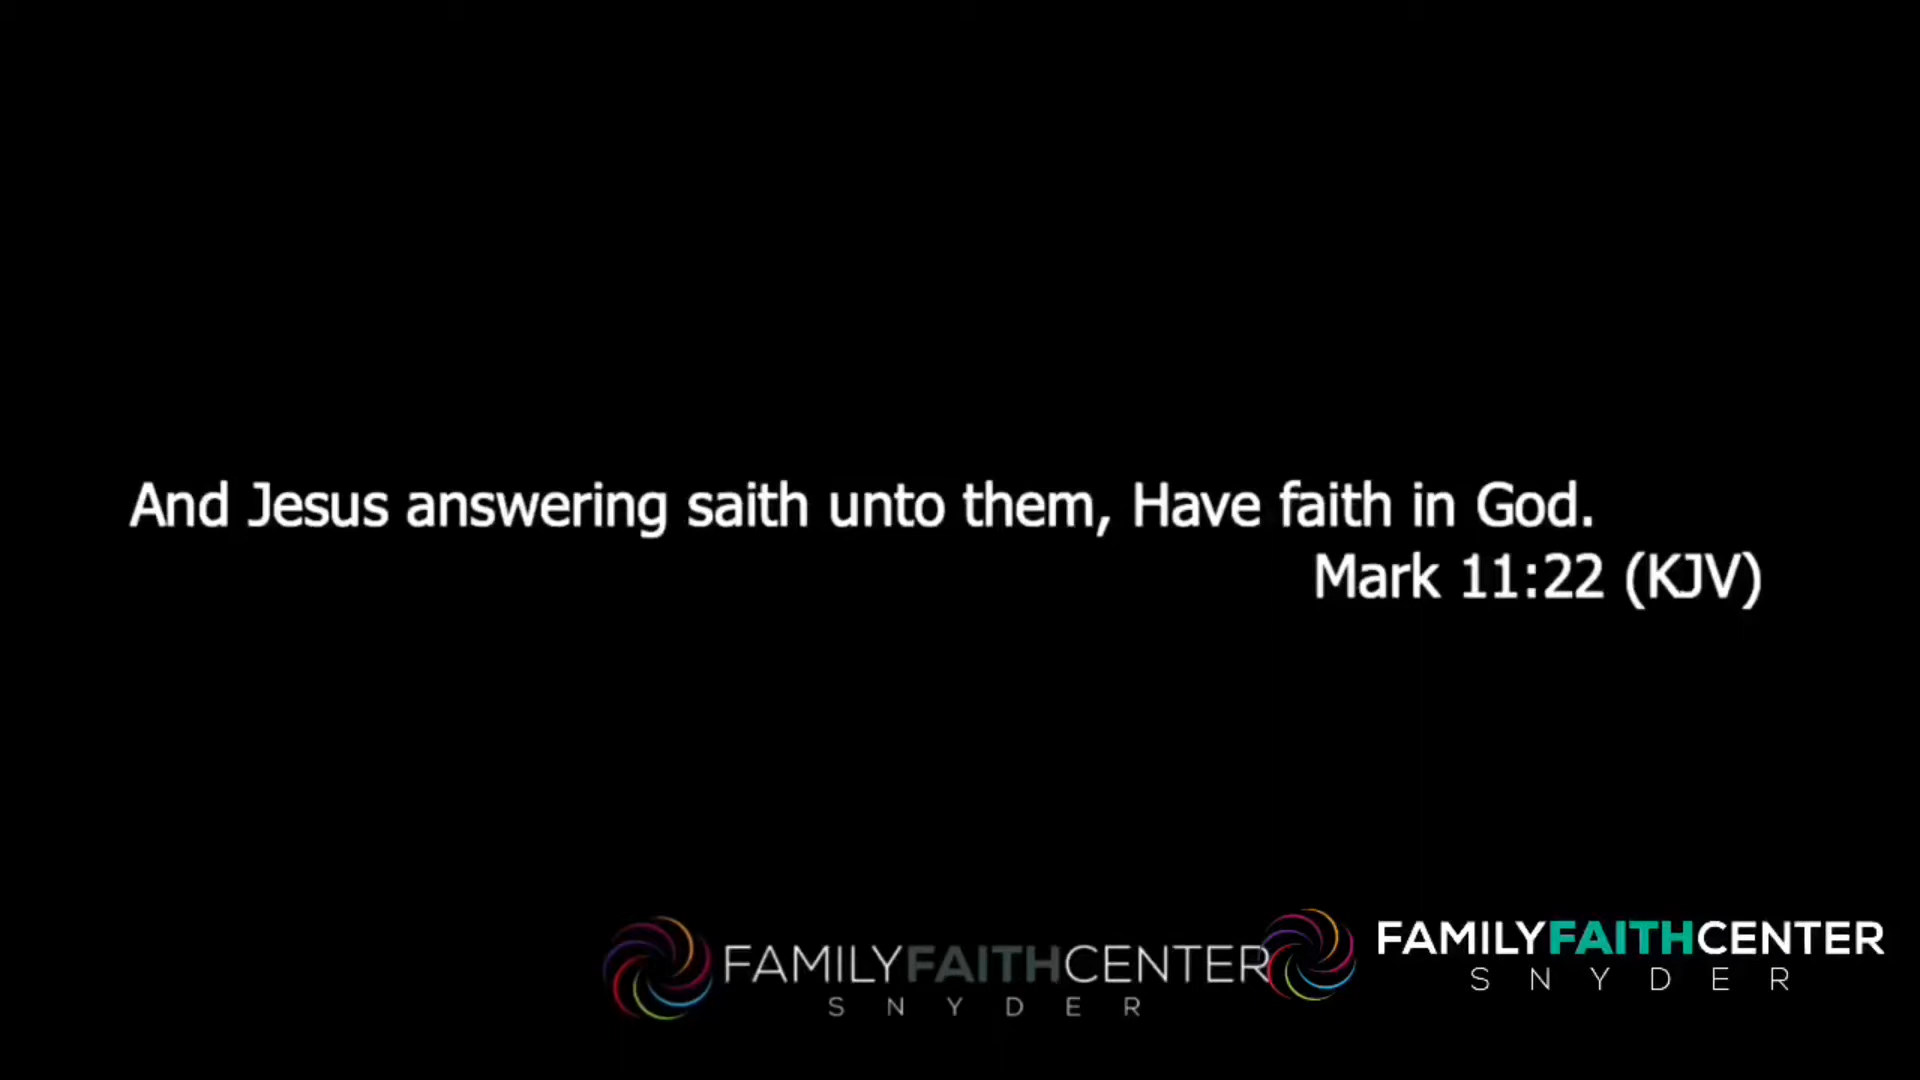 And Jesus answering saith unto them, Have faith in God.
Mark 11:22 (KJV)
FAMILYFAITHCENTER
SNYDER
FAMILYFAITHCENTER
SNYDER